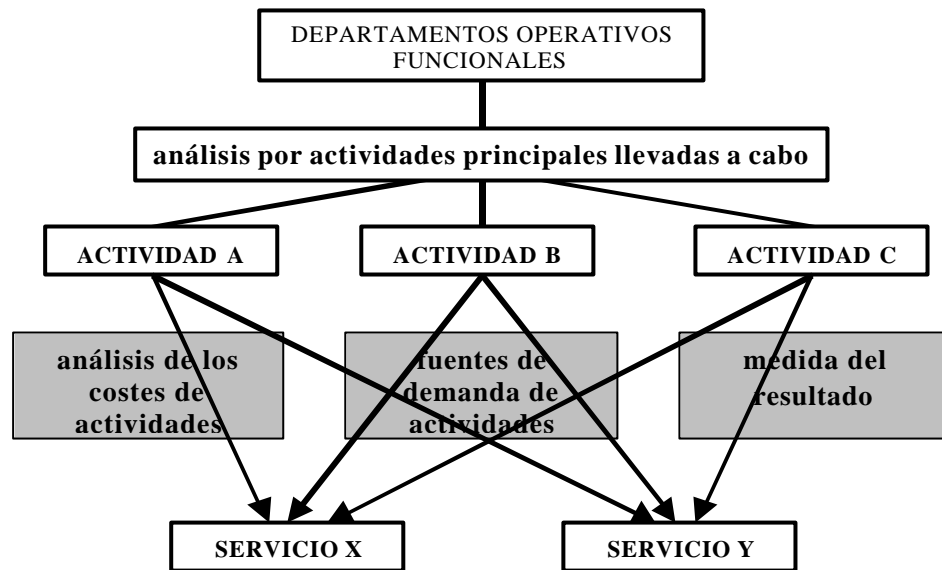 DEPARTAMENTOS OPERATIVOS
FUNCIONALES
análisis por actividades principales llevadas a cabo
ACTIVIDAD A
ACTIVIDAD B
ACTIVIDAD C
análisis de los
costes de
actividades
fuentes de
demanda de
actividades
medida del
resultado
SERVICIO X
SERVICIO Y